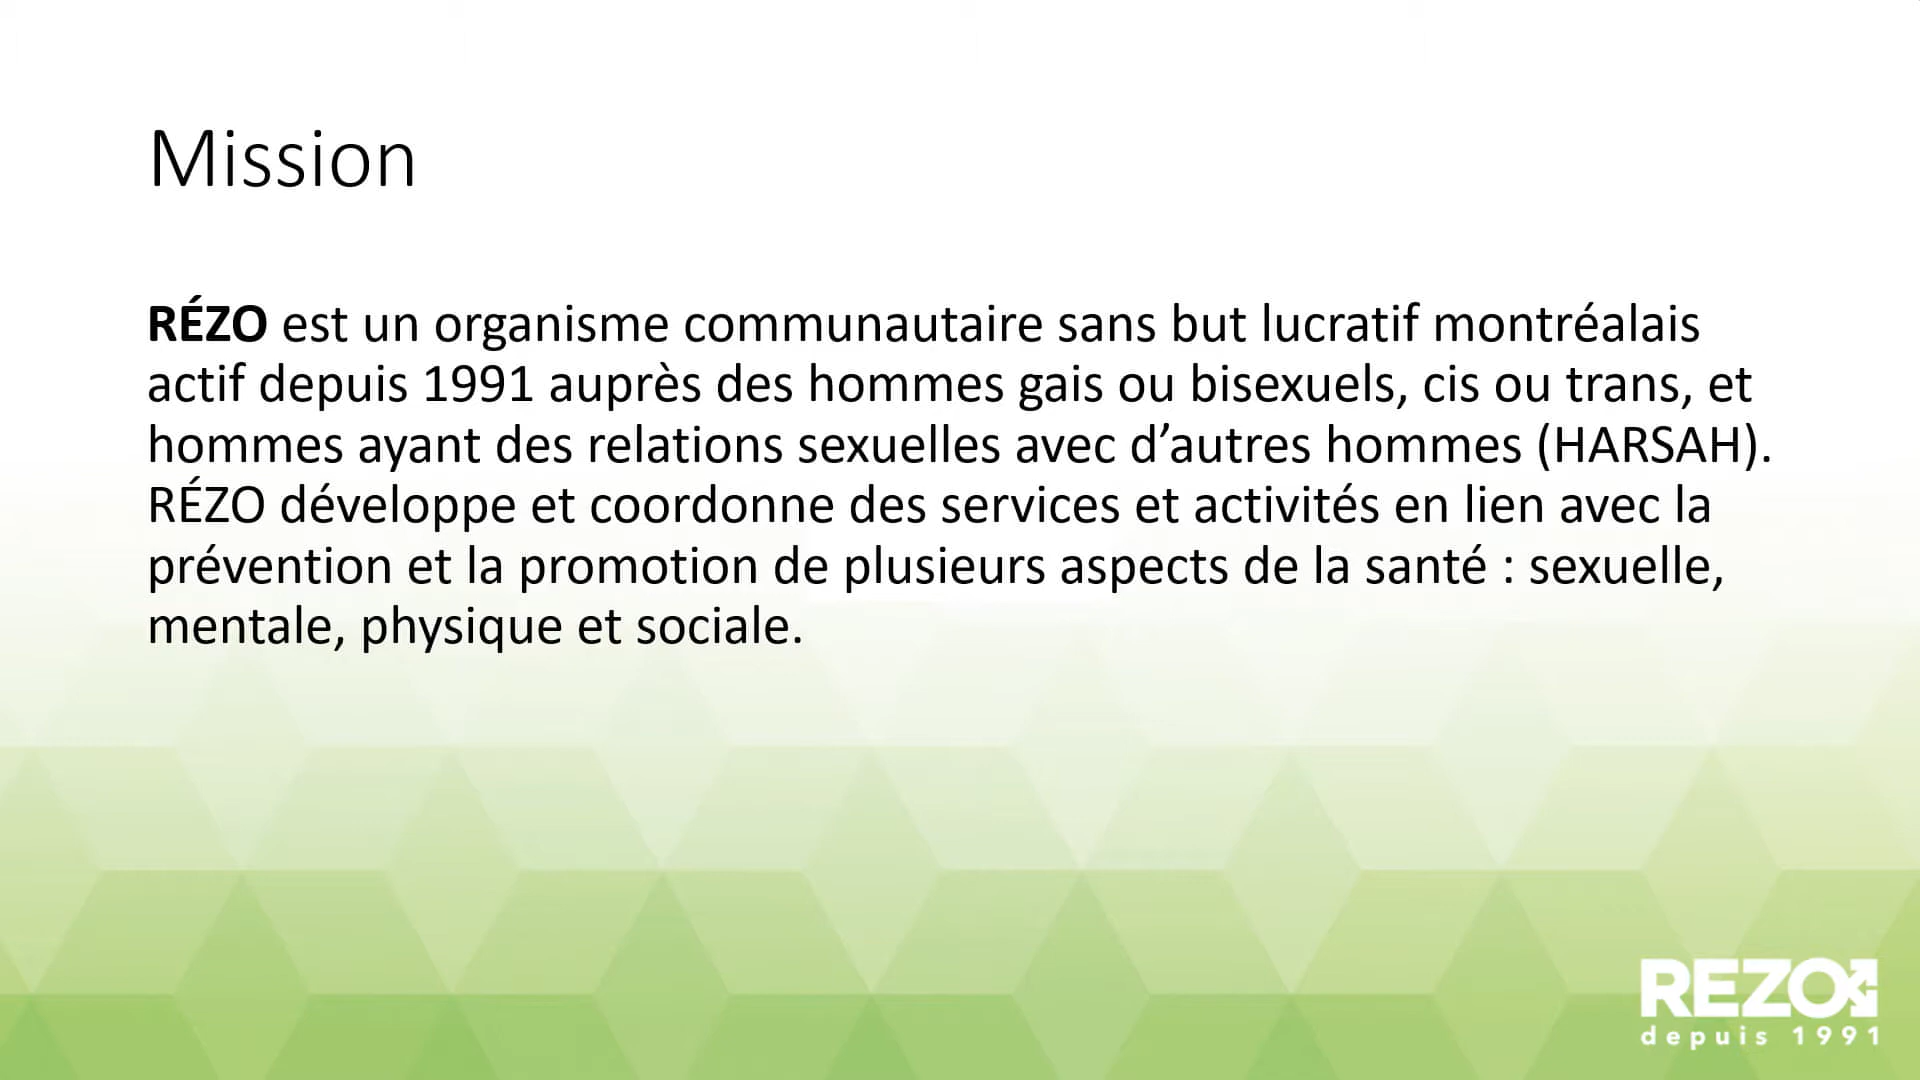 Mission
RÉZO est un organisme communautaire sans but lucratif montréalais
actif depuis 1991 auprès des hommes gais ou bisexuels, cis ou trans, et
hommes ayant des relations sexuelles avec d’autres hommes (HARSAH).
RÉZO développe et coordonne des services et activités en lien avec la
prévention et la promotion de plusieurs aspects de la santé : sexuelle,
mentale, physique et sociale.
REZO
depuis 1991